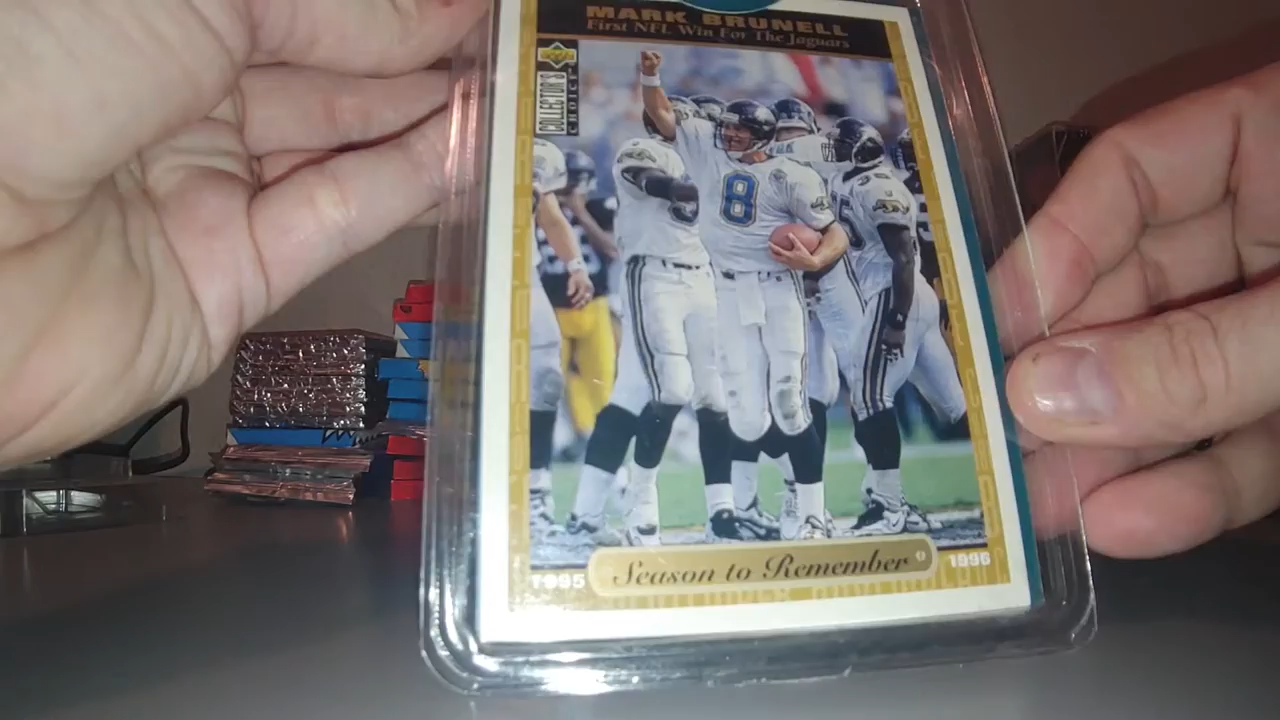 MARK BRUNELL
First NFL Win For The Jaguars
COLLECTOR'S
CHOICE
8
1995
Season to Remember
1996